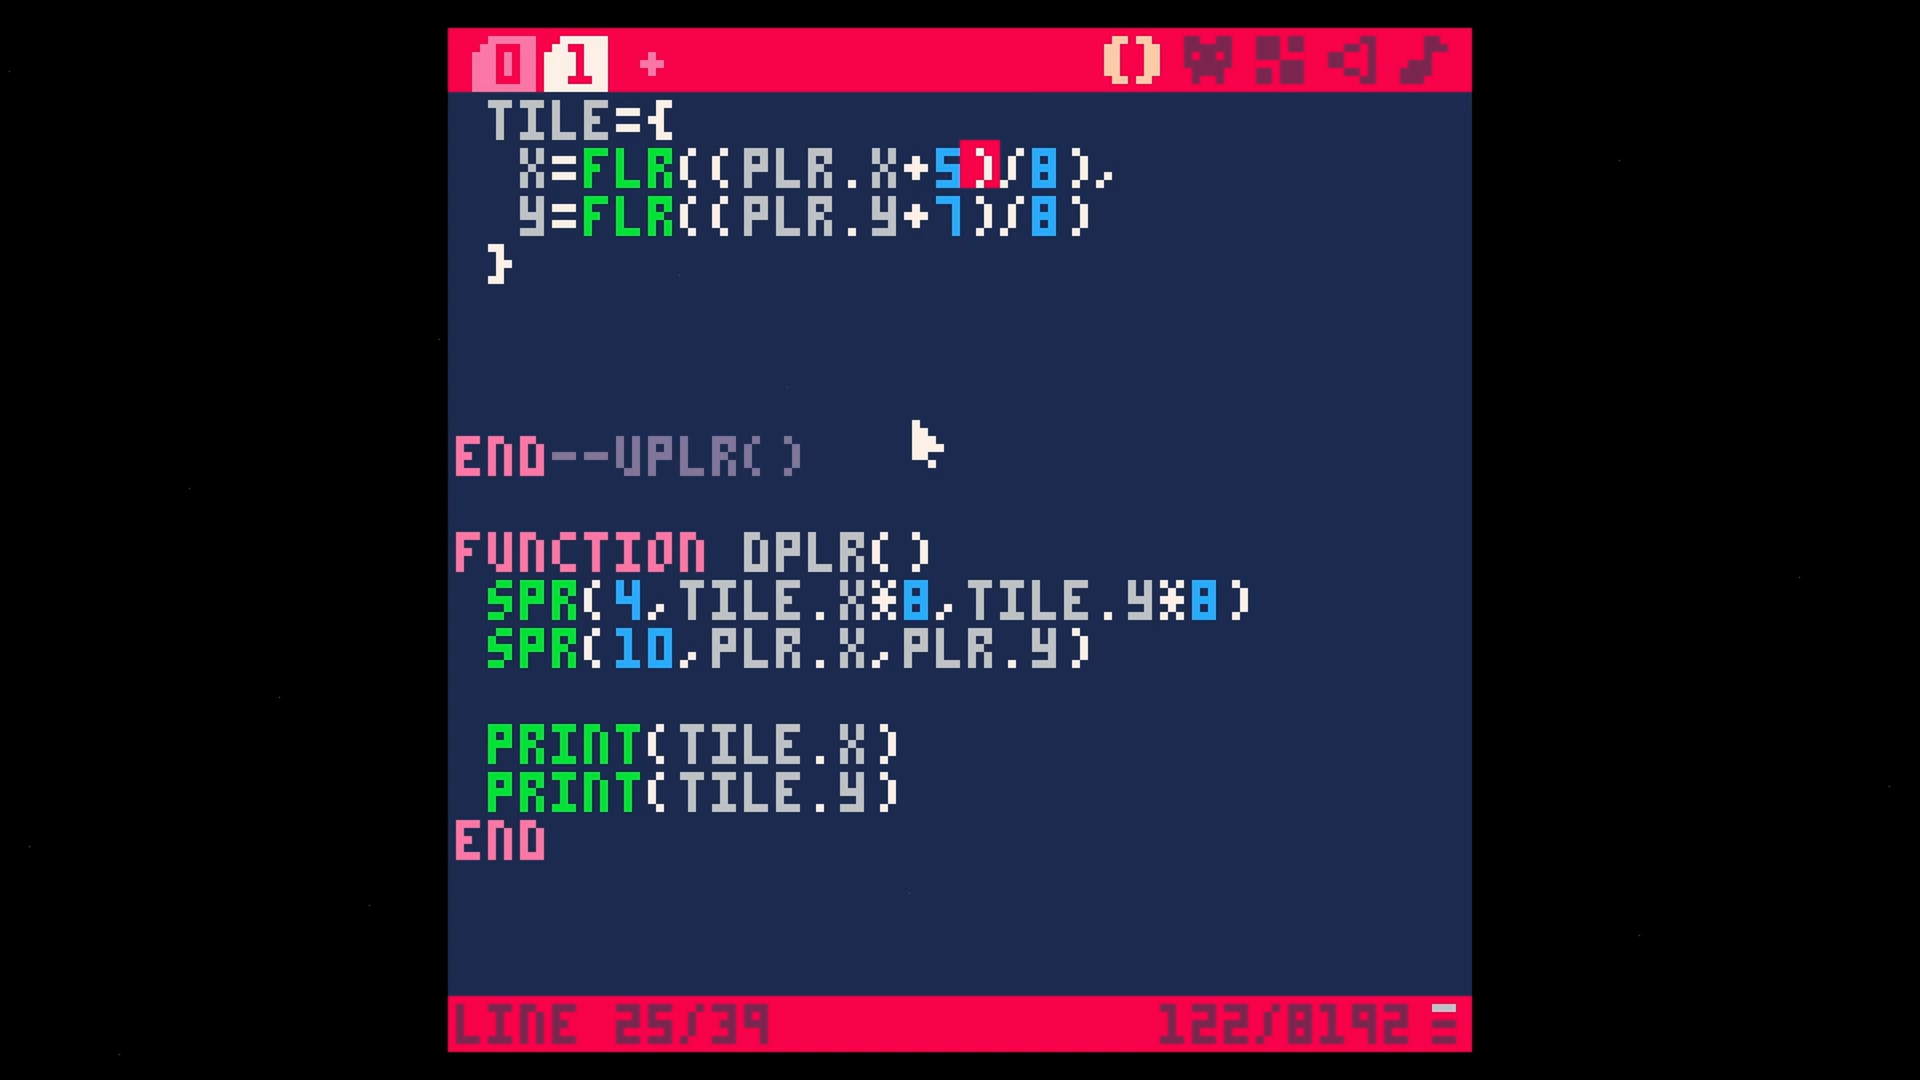 0 1 +
TILE={
X=FLR((PLR.X+5)/8),
Y=FLR((PLR.Y+7)/8)
}
END--UPLR()
FUNCTION DPLR()
SPR(4,TILE.X*8,TILE.Y*8)
SPR(10,PLR.X,PLR.Y)
PRINT(TILE.X)
PRINT(TILE.Y)
END
LINE 25/39 122/8192